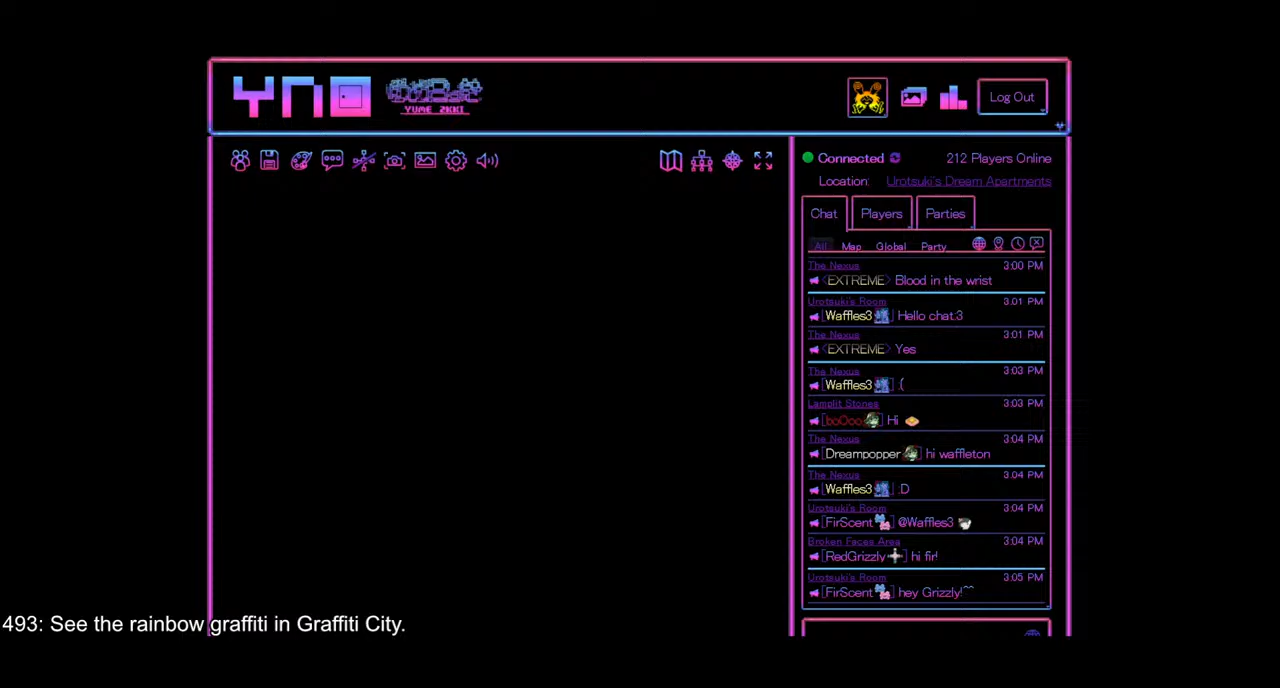 YNO
YUME 2KKI
Log Out
Connected
212 Players Online
Location: Urotsuki's Dream Apartments
Chat Players Parties
All Map Global Party
The Nexus 3:00 PM
<EXTREME> Blood in the wrist
Urotsuki's Room 3:01 PM
[Waffles3] Hello chat:3
The Nexus 3:01 PM
<EXTREME> Yes
The Nexus 3:03 PM
[Waffles3] :(
Lamplit Stones 3:03 PM
[boOoo] Hi
The Nexus 3:04 PM
[Dreampopper] hi waffleton
The Nexus 3:04 PM
[Waffles3] :D
Urotsuki's Room 3:04 PM
[FirScent] @Waffles3
Broken Faces Area 3:04 PM
[RedGrizzly] hi fir!
Urotsuki's Room 3:05 PM
[FirScent] hey Grizzly!^^
493: See the rainbow graffiti in Graffiti City.